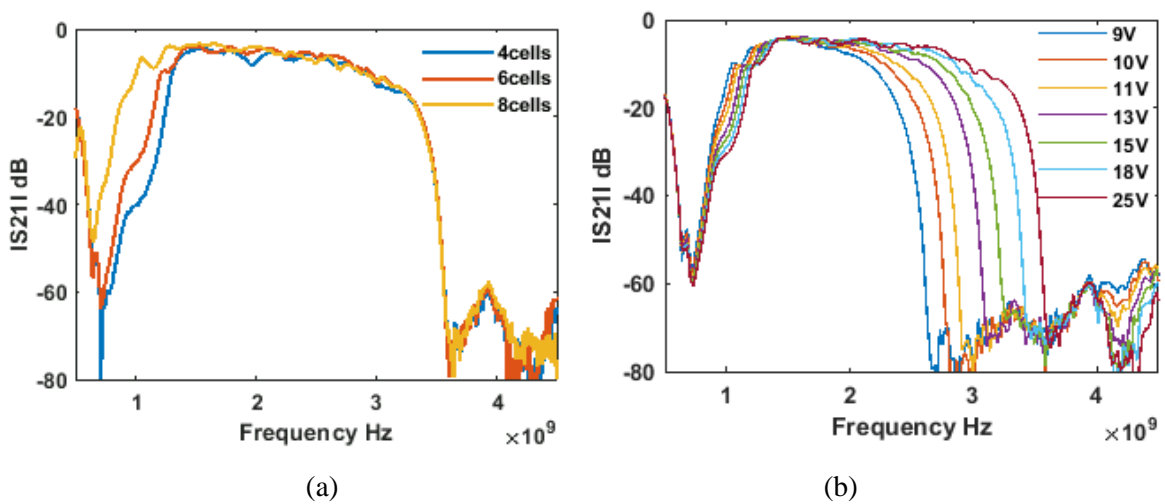 0
-20
-40
-60
-80
IS21I dB
1
2
3
4
Frequency Hz
×10^9
4cells
6cells
8cells
(a)
0
-20
-40
-60
-80
IS21I dB
1
2
3
4
Frequency Hz
×10^9
9V
10V
11V
13V
15V
18V
25V
(b)